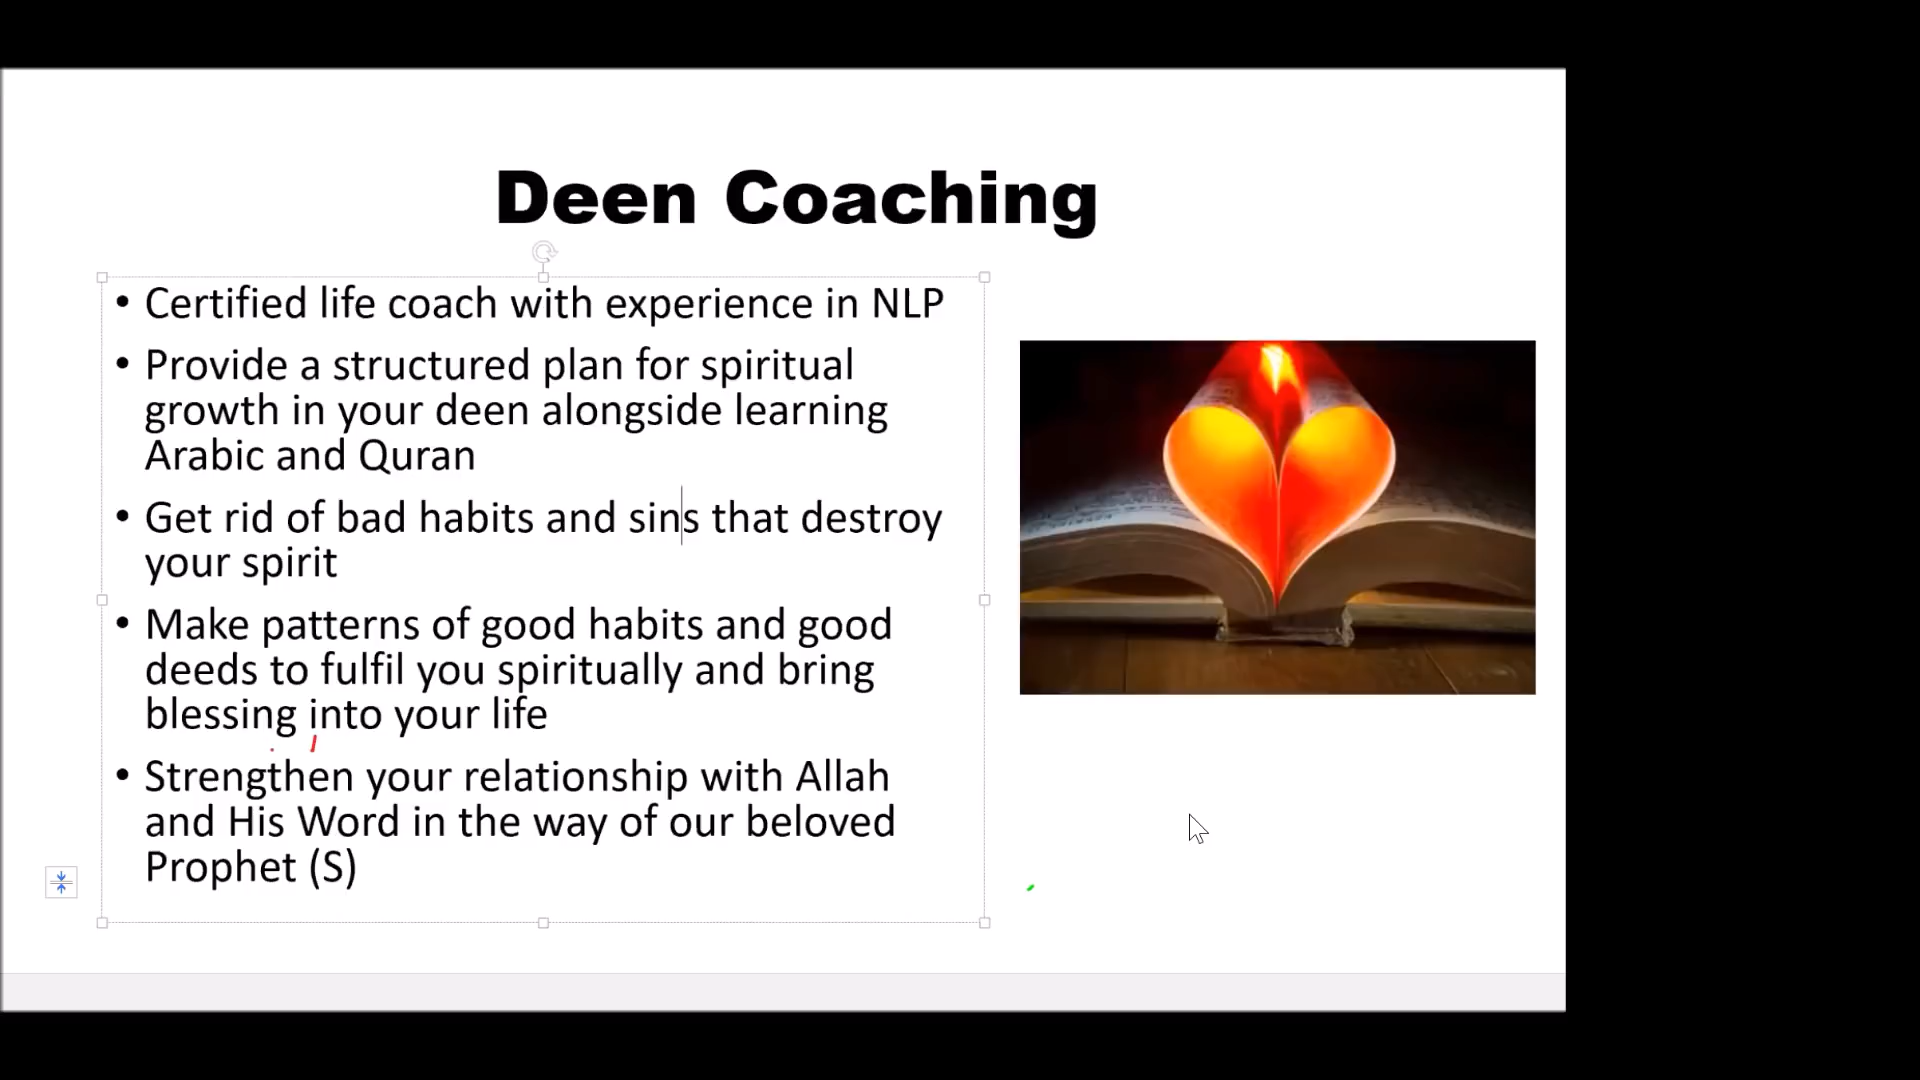 Deen Coaching
• Certified life coach with experience in NLP
• Provide a structured plan for spiritual
growth in your deen alongside learning
Arabic and Quran
• Get rid of bad habits and sins that destroy
your spirit
• Make patterns of good habits and good
deeds to fulfil you spiritually and bring
blessing into your life
• Strengthen your relationship with Allah
and His Word in the way of our beloved
Prophet (S)